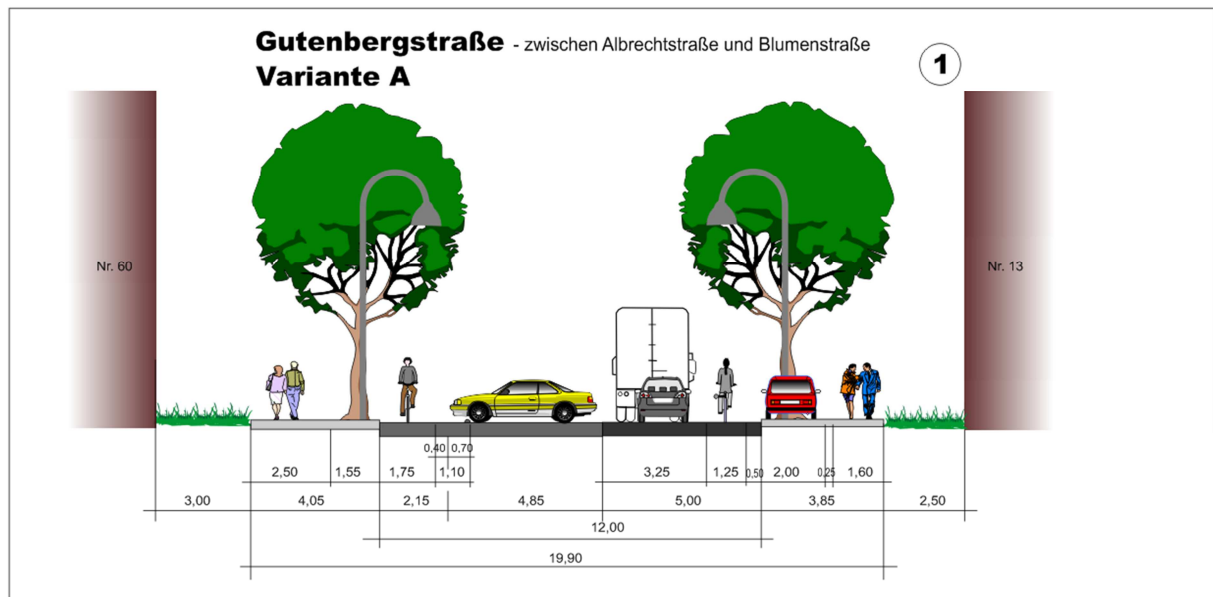 Gutenbergstraße - zwischen Albrechtstraße und Blumenstraße
Variante A
1
Nr. 60
Nr. 13
0,40 0,70
2,50 1,55 1,75 1,10 3,25 1,25 0,50 2,00 0,25 1,60
3,00 4,05 2,15 4,85 5,00 3,85 2,50
12,00
19,90